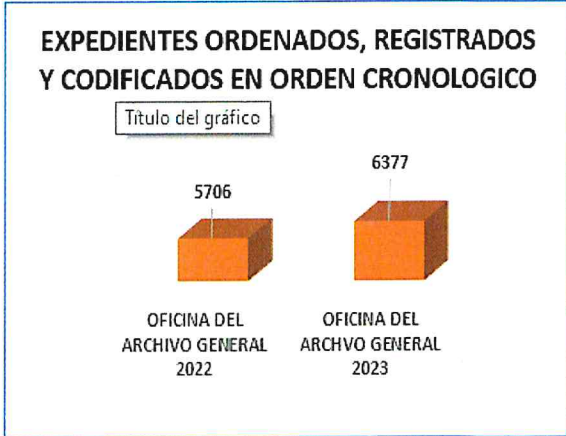 EXPEDIENTES ORDENADOS, REGISTRADOS
Y CODIFICADOS EN ORDEN CRONOLOGICO
Título del gráfico
5706
6377
OFICINA DEL
ARCHIVO GENERAL
2022
OFICINA DEL
ARCHVO GENERAL
2023